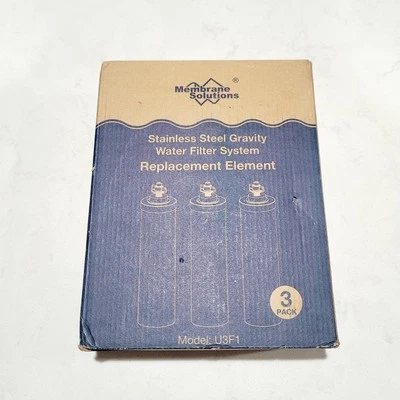 Membrane
Solutions
®
Stainless Steel Gravity
Water Filter System
Replacement Element
3
PACK
Model: U3F1